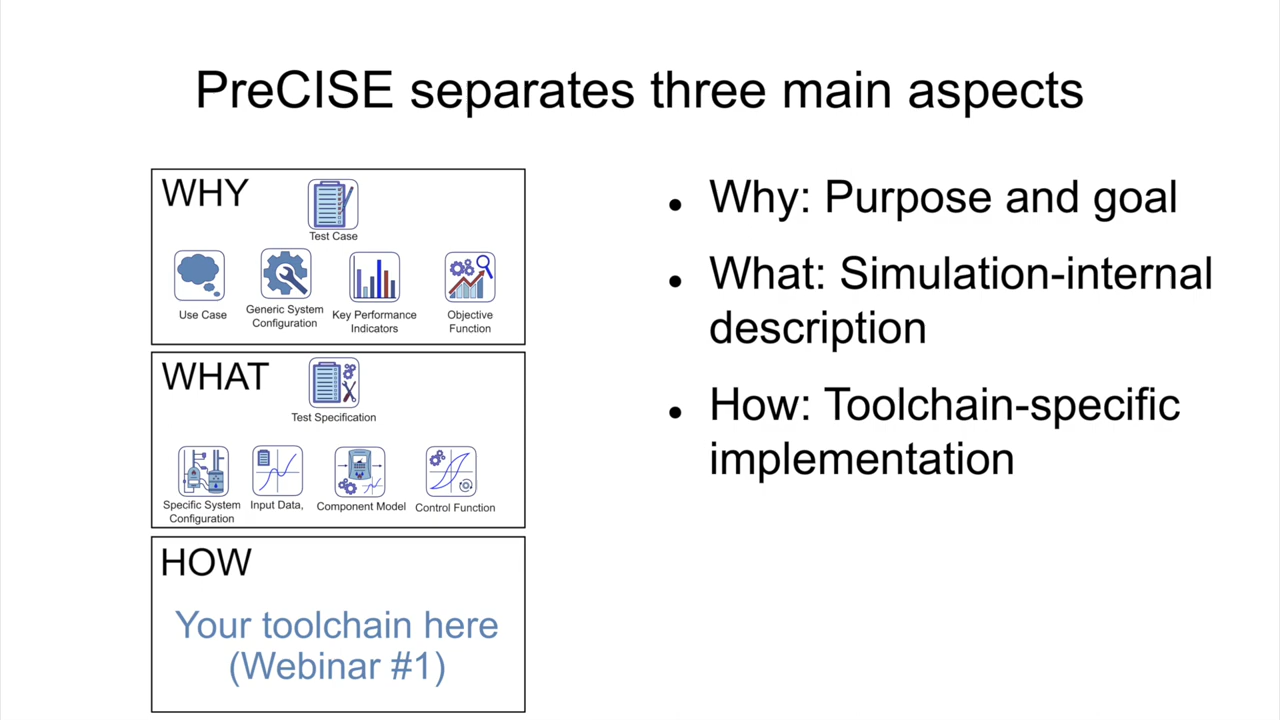 PreCISE separates three main aspects
WHY
Test Case
Use Case
Generic System
Configuration
Key Performance
Indicators
Objective
Function
WHAT
Test Specification
Specific System
Configuration
Input Data,
Component Model
Control Function
HOW
Your toolchain here
(Webinar #1)
• Why: Purpose and goal
• What: Simulation-internal
description
• How: Toolchain-specific
implementation